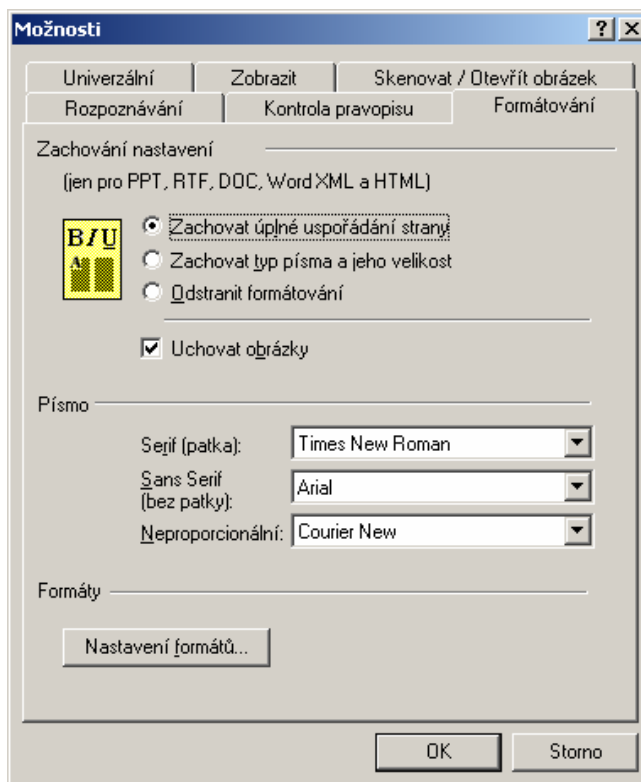 Možnosti
Univerzální Zobrazit Skenovat / Otevřít obrázek
Rozpoznávání Kontrola pravopisu Formátování
Zachování nastavení
(jen pro PPT, RTF, DOC, Word XML a HTML)
B / U
A
Zachovat úplné uspořádání strany
Zachovat typ písma a jeho velikost
Odstranit formátování
Uchovat obrázky
Písmo
Serif (patka): Times New Roman
Sans Serif
(bez patky): Arial
Neproporcionální: Courier New
Formáty
Nastavení formátů...
OK Storno